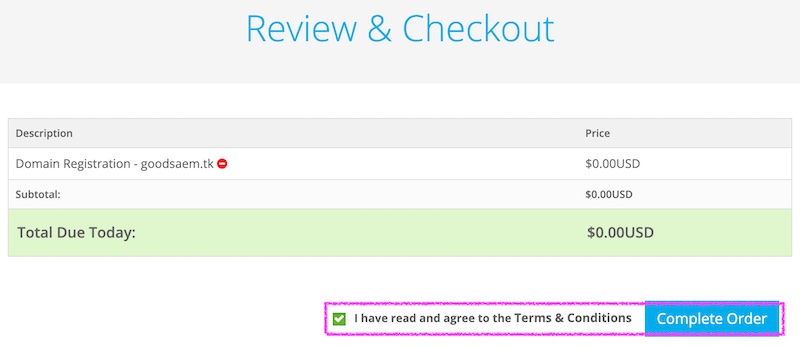 Review & Checkout
Description Price
Domain Registration - goodsaem.tk $0.00USD
Subtotal: $0.00USD
Total Due Today: $0.00USD
I have read and agree to the Terms & Conditions Complete Order